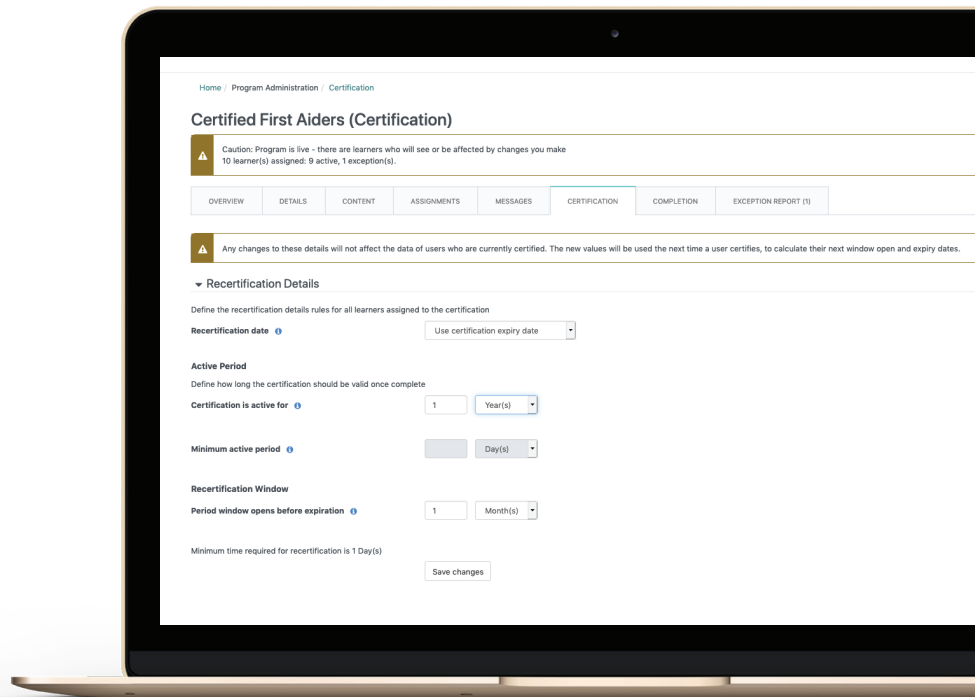 Home / Program Administration / Certification
Certified First Aiders (Certification)
Caution: Program is live - there are learners who will see or be affected by changes you make
10 learner(s) assigned: 9 active, 1 exception(s).
OVERVIEW DETAILS CONTENT ASSIGNMENTS MESSAGES CERTIFICATION COMPLETION EXCEPTION REPORT (1)
Any changes to these details will not affect the data of users who are currently certified. The new values will be used the next time a user certifies, to calculate their next window open and expiry dates.
Recertification Details
Define the recertification details rules for all learners assigned to the certification
Recertification date Use certification expiry date
Active Period
Define how long the certification should be valid once complete
Certification is active for 1 Year(s)
Minimum active period Day(s)
Recertification Window
Period window opens before expiration 1 Month(s)
Minimum time required for recertification is 1 Day(s)
Save changes